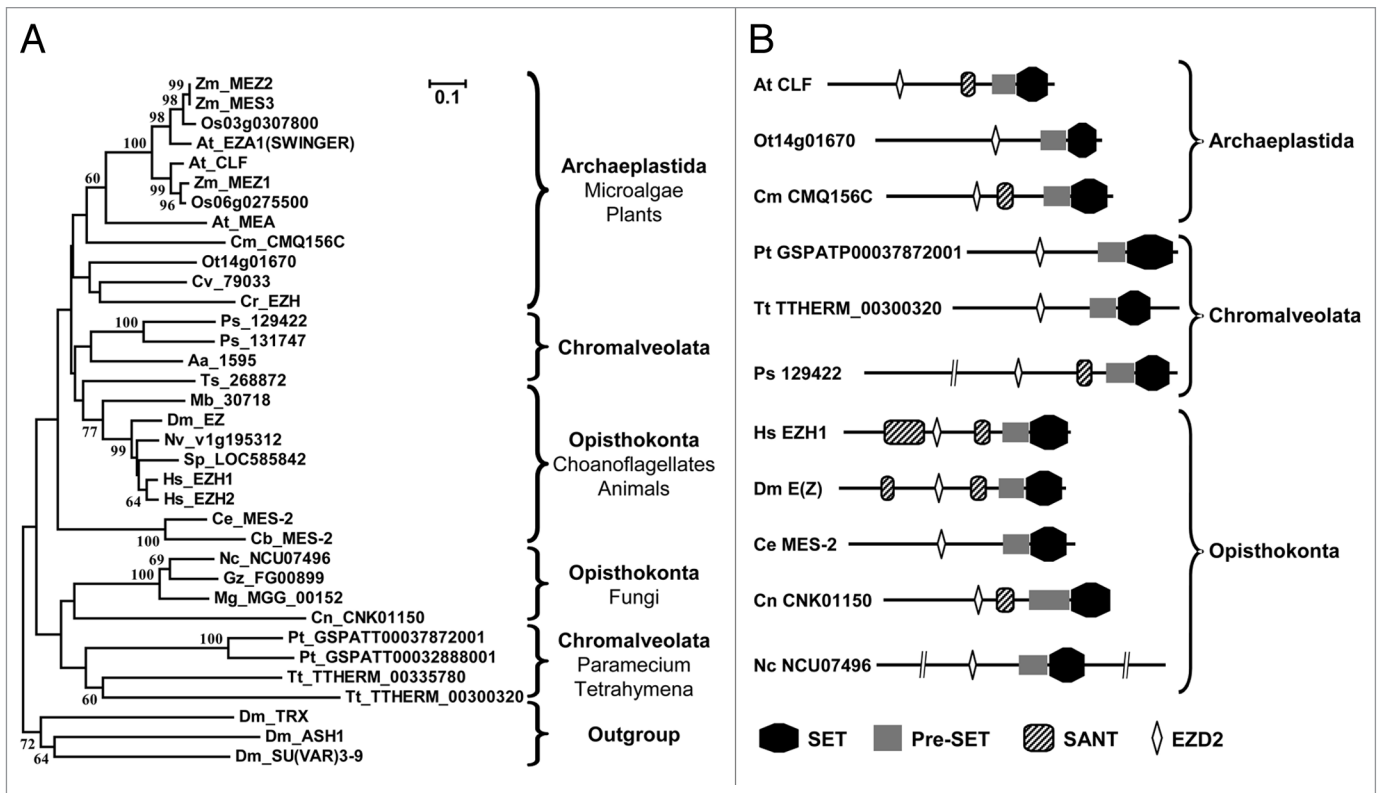 A
99
Zm_MEZ2
98
Zm_MES3
98
Os03g0307800
100
At_EZA1(SWINGER)
At_CLF
60
99
Zm_MEZ1
96
Os06g0275500
At_MEA
Cm_CMQ156C
Ot14g01670
Cv_79033
Cr_EZH
100
Ps_129422
Ps_131747
Aa_1595
Ts_268872
Mb_30718
77
Dm_EZ
99
Nv_v1g195312
Sp_LOC585842
Hs_EZH1
64
Hs_EZH2
Ce_MES-2
100
Cb_MES-2
69
Nc_NCU07496
100
Gz_FG00899
Mg_MGG_00152
Cn_CNK01150
100
Pt_GSPATT00037872001
Pt_GSPATT00032888001
Tt_TTHERM_00335780
60
Tt_TTHERM_00300320
Dm_TRX
72
Dm_ASH1
64
Dm_SU(VAR)3-9
0.1
Archaeplastida
Microalgae
Plants
Chromalveolata
Opisthokonta
Choanoflagellates
Animals
Opisthokonta
Fungi
Chromalveolata
Paramecium
Tetrahymena
Outgroup
B
At CLF
Ot14g01670
Cm CMQ156C
Archaeplastida
Pt GSPATP00037872001
Tt TTHERM_00300320
Ps 129422
Chromalveolata
Hs EZH1
Dm E(Z)
Ce MES-2
Cn CNK01150
Nc NCU07496
Opisthokonta
SET
Pre-SET
SANT
EZD2